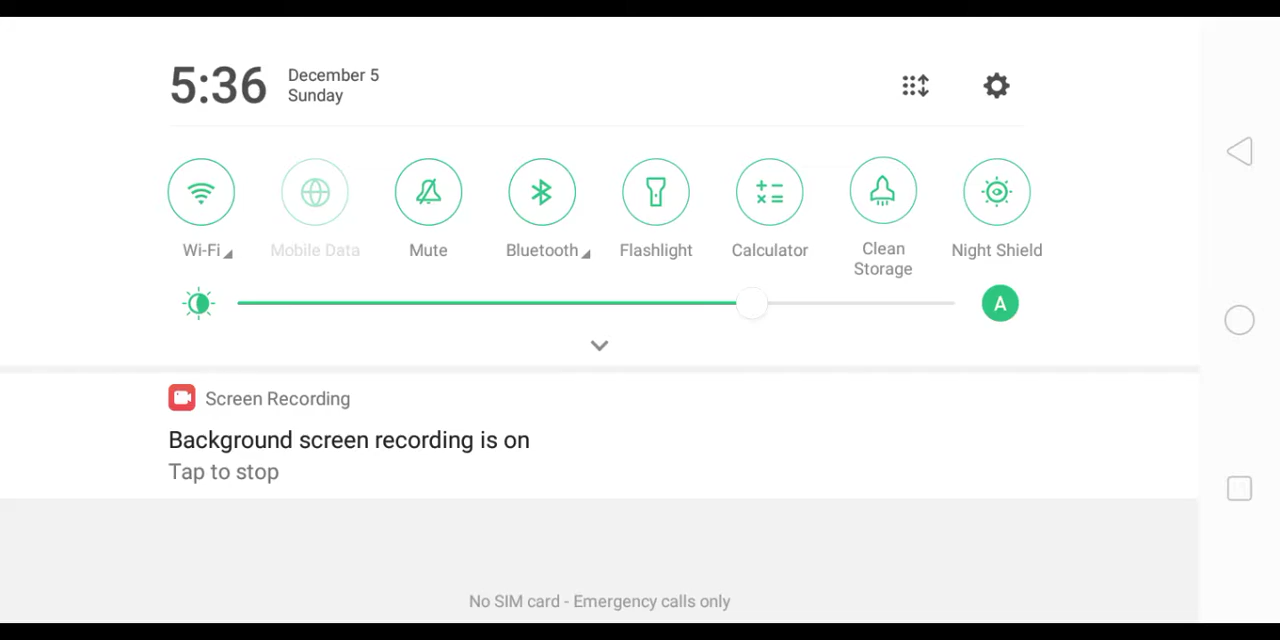 5:36
December 5
Sunday
Wi-Fi
Mobile Data
Mute
Bluetooth
Flashlight
Calculator
Clean
Storage
Night Shield
A
Screen Recording
Background screen recording is on
Tap to stop
No SIM card - Emergency calls only